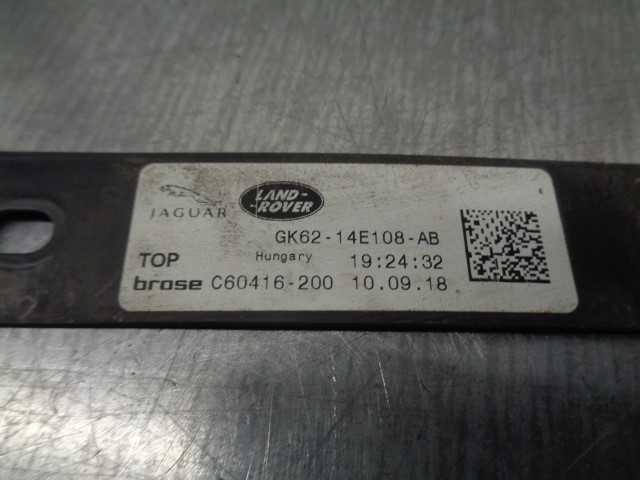 JAGUAR
LAND-
-ROVER
GK62-14E108-AB
TOP Hungary 19:24:32
brose C60416-200 10.09.18